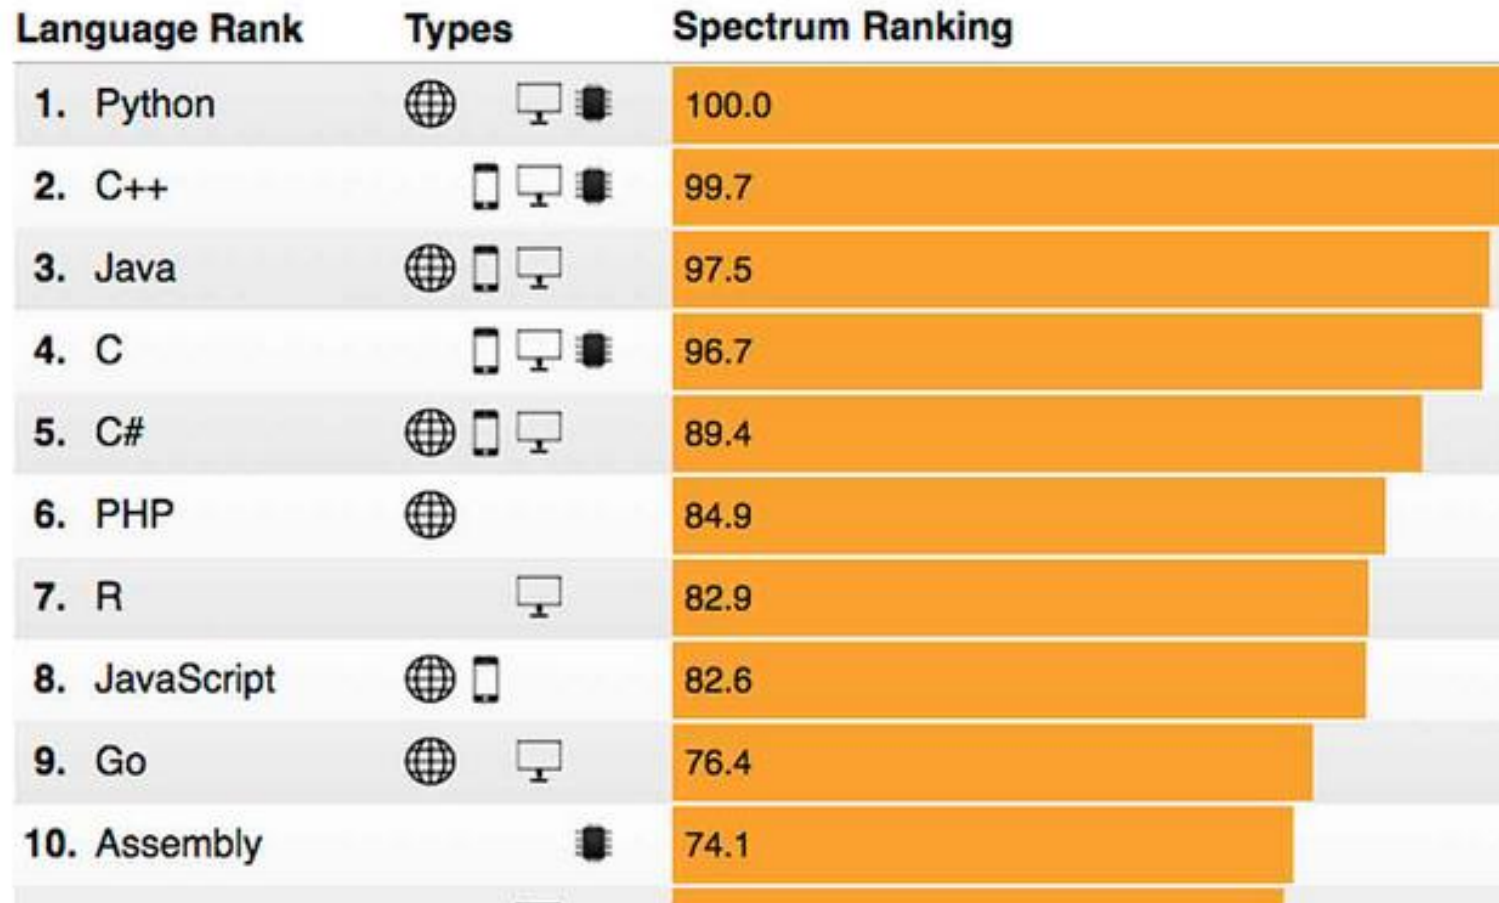 Language Rank Types Spectrum Ranking
1. Python 100.0
2. C++ 99.7
3. Java 97.5
4. C 96.7
5. C# 89.4
6. PHP 84.9
7. R 82.9
8. JavaScript 82.6
9. Go 76.4
10. Assembly 74.1